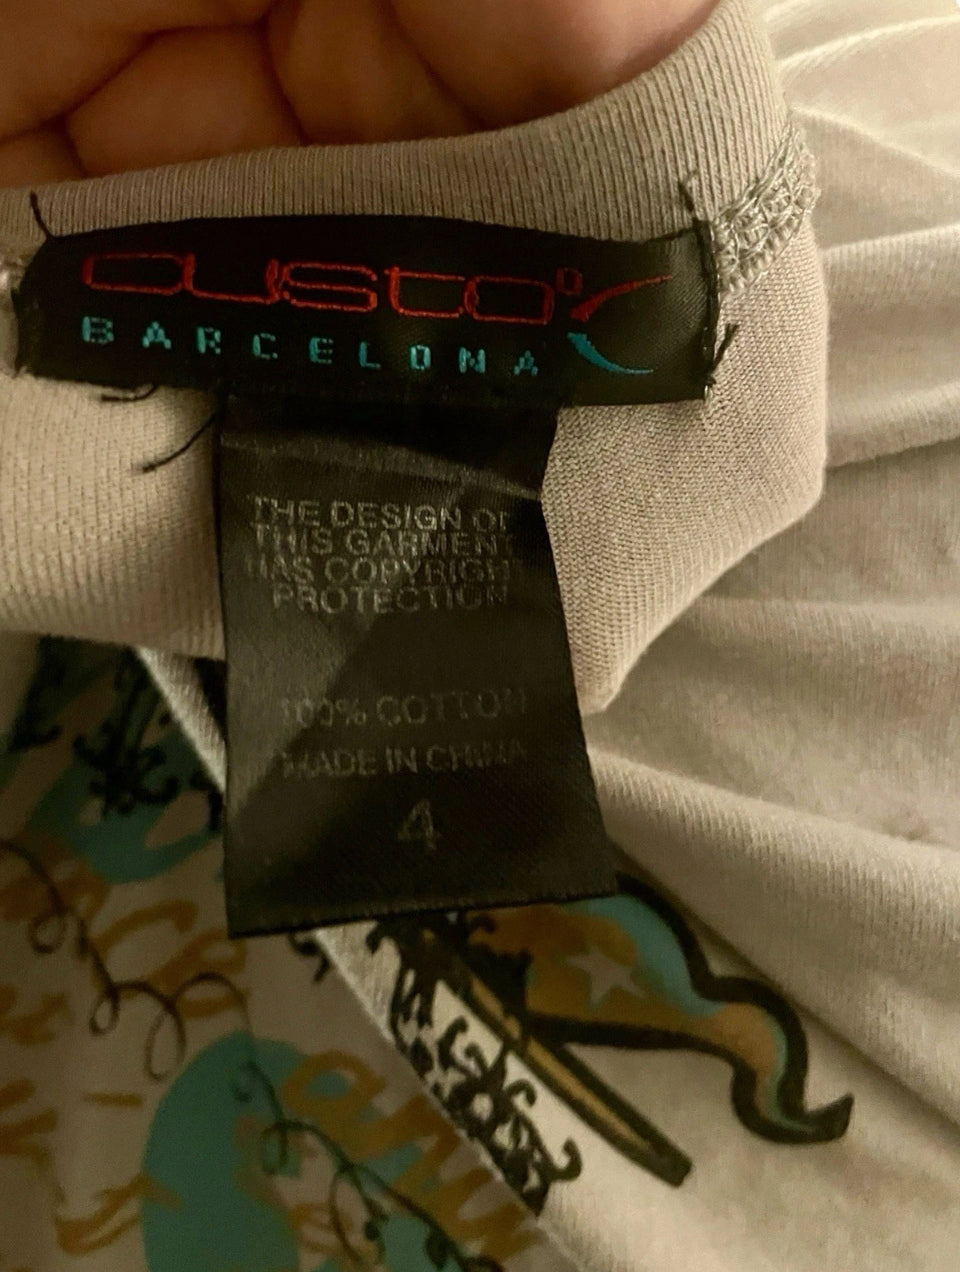 custo
BARCELONA
THE DESIGN OF
THIS GARMENT
HAS COPYRIGHT
PROTECTION
100% COTTON
MADE IN CHINA
4